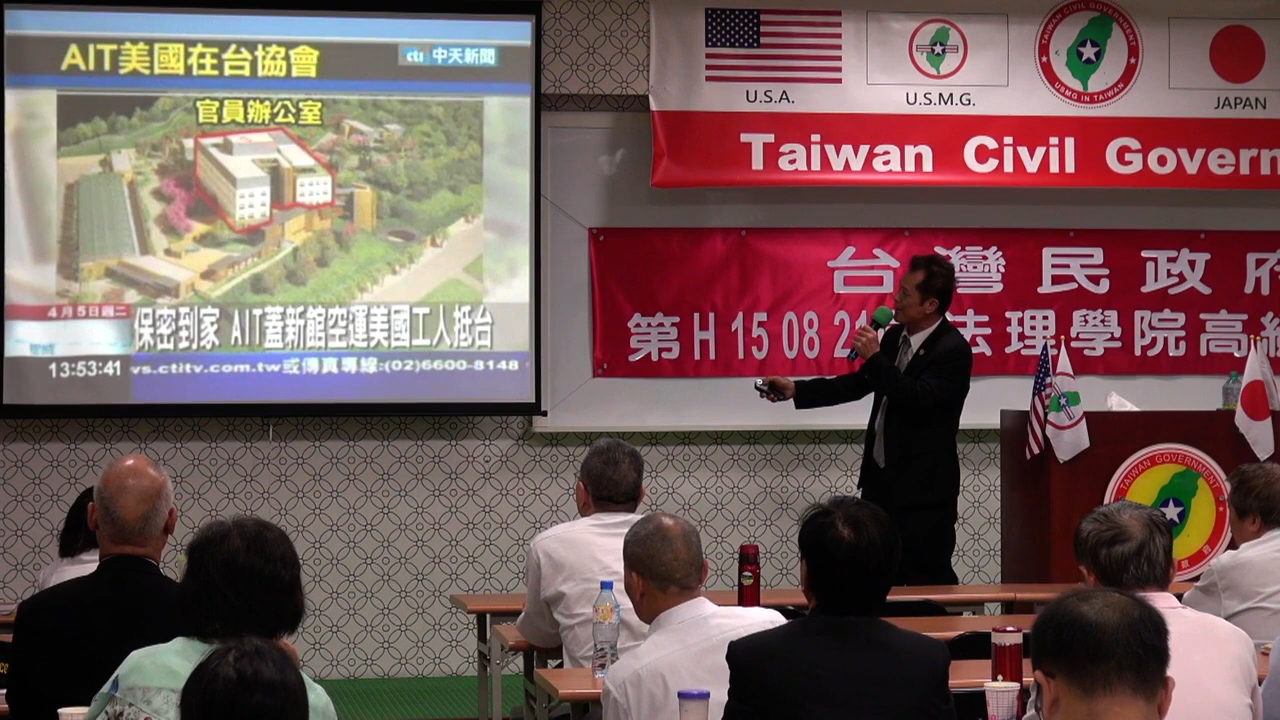 AIT美國在台協會
cti 中天新聞
官員辦公室
4月5日週二
保密到家 AIT蓋新館空運美國工人抵台
13:53:41
vs.ctitv.com.tw或傳真專線:(02)6600-8148
U.S.A.
U.S.M.G.
TAIWAN CIVIL GOVERNMENT
USMG IN TAIWAN
JAPAN
Taiwan Civil Govern
台灣民政府
第H 15 08 2 法理學院高
TAIWAN GOVERNMENT